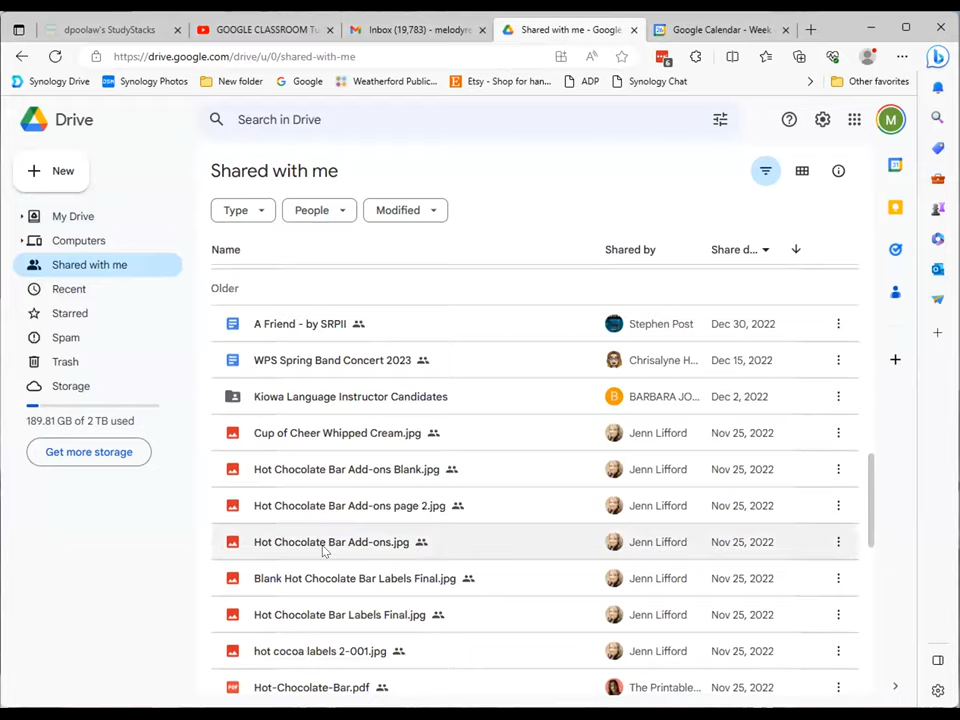 dpoolaw's StudyStacks
GOOGLE CLASSROOM Tu
Inbox (19,783) - melodyre
Shared with me - Google
Google Calendar - Week
https://drive.google.com/drive/u/0/shared-with-me
6
Synology Drive
DSM
Synology Photos
New folder
Google
Weatherford Public...
Etsy - Shop for han...
ADP
Synology Chat
Other favorites
Drive
Search in Drive
M
New
Shared with me
My Drive
Computers
Shared with me
Recent
Starred
Spam
Trash
Storage
189.81 GB of 2 TB used
Get more storage
Type
People
Modified
Name
Shared by
Share d...
Older
A Friend - by SRPII
Stephen Post
Dec 30, 2022
WPS Spring Band Concert 2023
Chrisalyne H...
Dec 15, 2022
Kiowa Language Instructor Candidates
B
BARBARA JO...
Dec 2, 2022
Cup of Cheer Whipped Cream.jpg
Jenn Lifford
Nov 25, 2022
Hot Chocolate Bar Add-ons Blank.jpg
Jenn Lifford
Nov 25, 2022
Hot Chocolate Bar Add-ons page 2.jpg
Jenn Lifford
Nov 25, 2022
Hot Chocolate Bar Add-ons.jpg
Jenn Lifford
Nov 25, 2022
Blank Hot Chocolate Bar Labels Final.jpg
Jenn Lifford
Nov 25, 2022
Hot Chocolate Bar Labels Final.jpg
Jenn Lifford
Nov 25, 2022
hot cocoa labels 2-001.jpg
Jenn Lifford
Nov 25, 2022
PDF
Hot-Chocolate-Bar.pdf
The Printable...
Nov 25, 2022